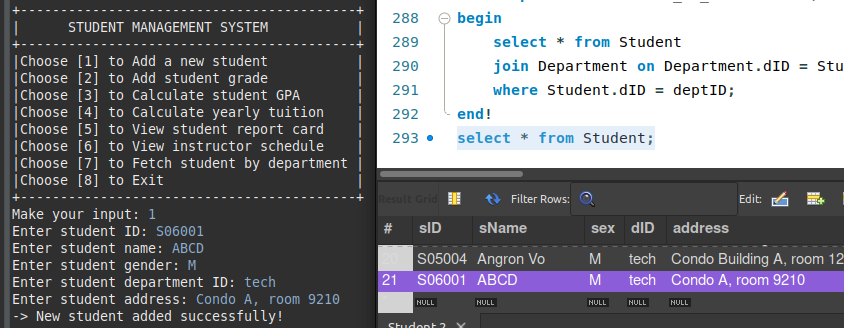 +-----------------------------------------+
| STUDENT MANAGEMENT SYSTEM |
+-----------------------------------------+
|Choose [1] to Add a new student |
|Choose [2] to Add student grade |
|Choose [3] to Calculate student GPA |
|Choose [4] to Calculate yearly tuition |
|Choose [5] to View student report card |
|Choose [6] to View instructor schedule |
|Choose [7] to Fetch student by department |
|Choose [8] to Exit |
+-----------------------------------------+
Make your input: 1
Enter student ID: S06001
Enter student name: ABCD
Enter student gender: M
Enter student department ID: tech
Enter student address: Condo A, room 9210
-> New student added successfully!
288 begin
289 select * from Student
290 join Department on Department.dID = Stu
291 where Student.dID = deptID;
292 end!
293 select * from Student;
Result Grid Filter Rows: Edit:
# sID sName sex dID address
20 S05004 Angron Vo M tech Condo Building A, room 12
21 S06001 ABCD M tech Condo A, room 9210
NULL NULL NULL NULL NULL
Student 2